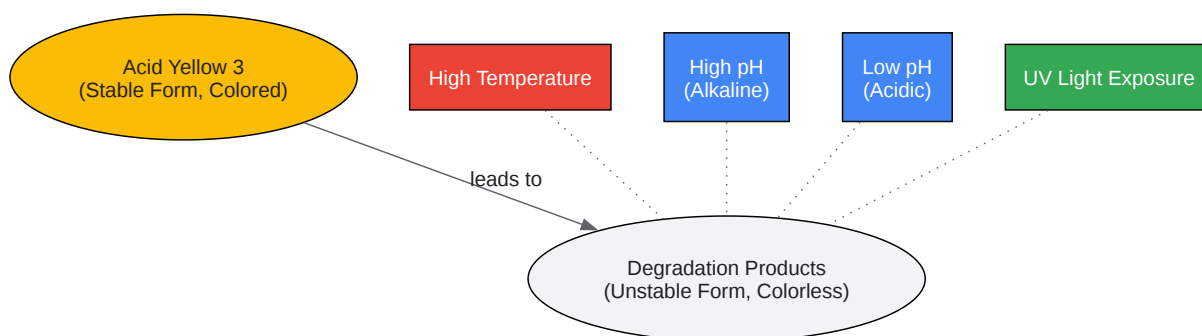 Acid Yellow 3
(Stable Form, Colored)
High Temperature
High pH
(Alkaline)
Low pH
(Acidic)
UV Light Exposure
leads to
Degradation Products
(Unstable Form, Colorless)